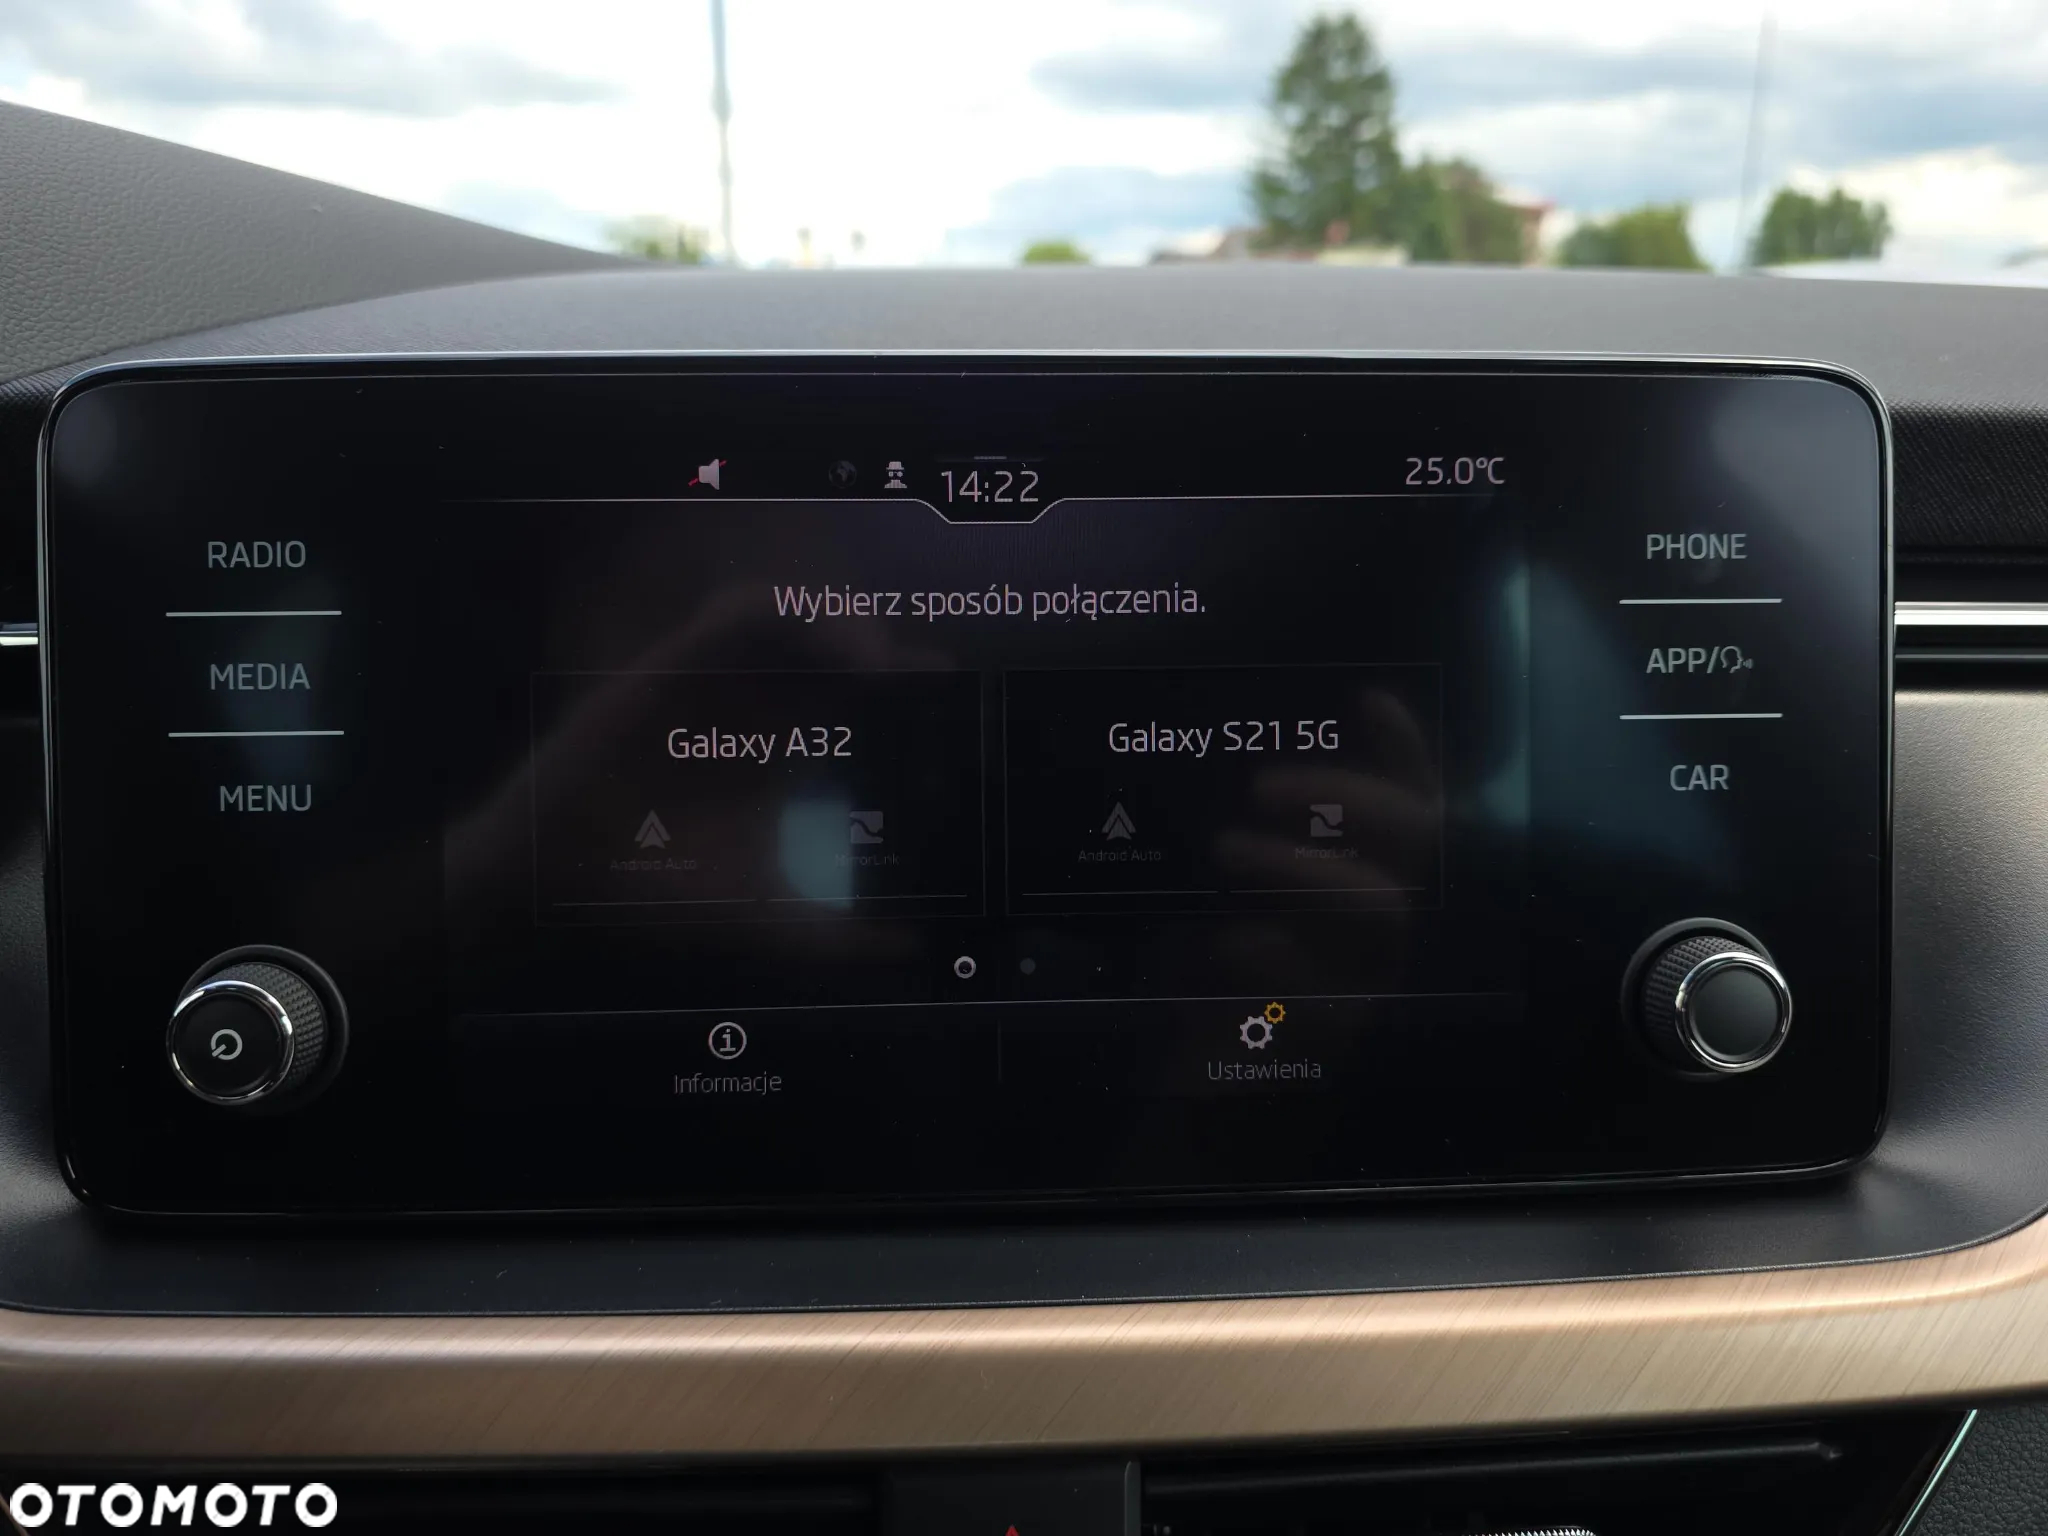 14:22
25.0°C
RADIO
MEDIA
MENU
PHONE
APP/
CAR
Wybierz sposób połączenia.
Galaxy A32
Android Auto
MirrorLink
Galaxy S21 5G
Android Auto
MirrorLink
Informacje
Ustawienia
OTOMOTO